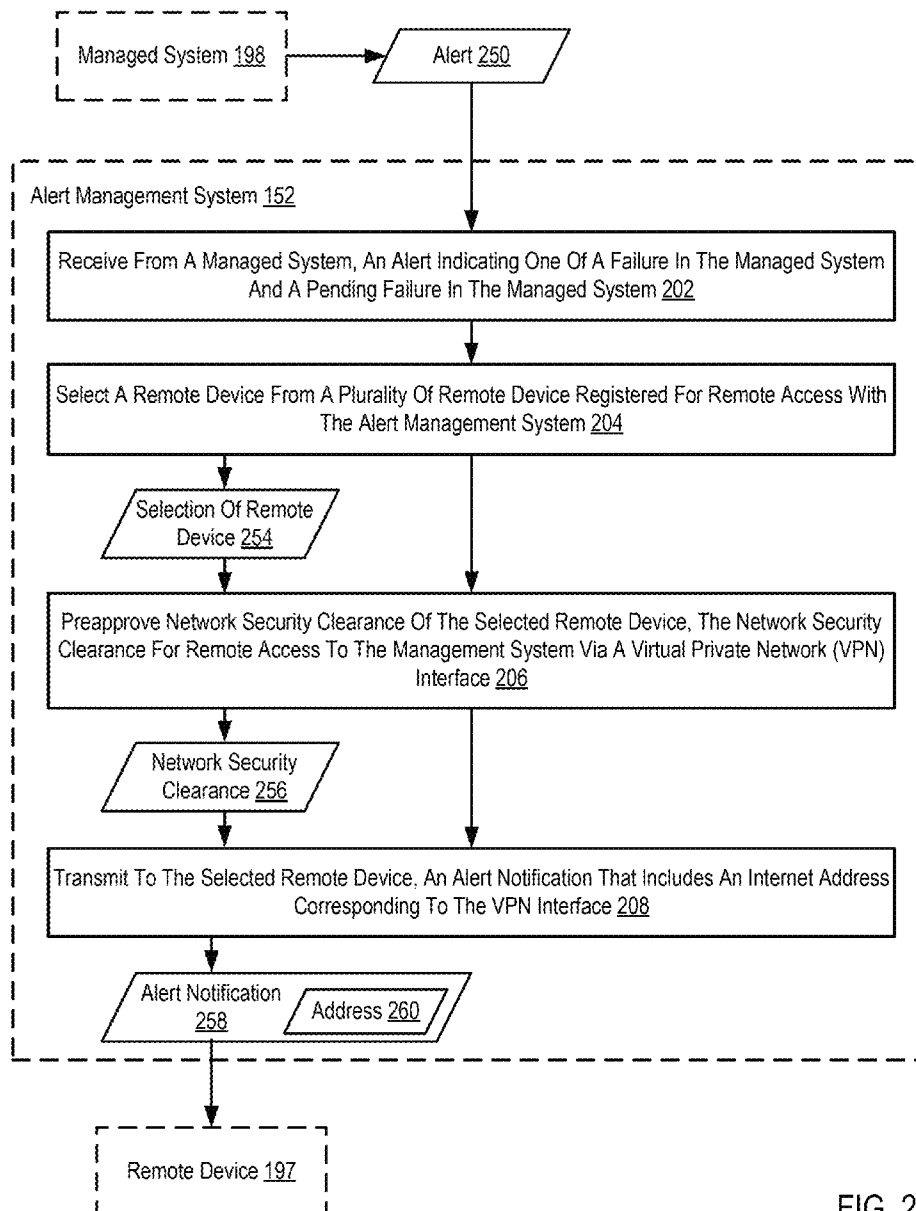 Managed System 198
Alert 250
Alert Management System 152
Receive From A Managed System, An Alert Indicating One Of A Failure In The Managed System
And A Pending Failure In The Managed System 202
Select A Remote Device From A Plurality Of Remote Device Registered For Remote Access With
The Alert Management System 204
Selection Of Remote
Device 254
Preapprove Network Security Clearance Of The Selected Remote Device, The Network Security
Clearance For Remote Access To The Management System Via A Virtual Private Network (VPN)
Interface 206
Network Security
Clearance 256
Transmit To The Selected Remote Device, An Alert Notification That Includes An Internet Address
Corresponding To The VPN Interface 208
Alert Notification
258
Address 260
Remote Device 197
FIG. 2